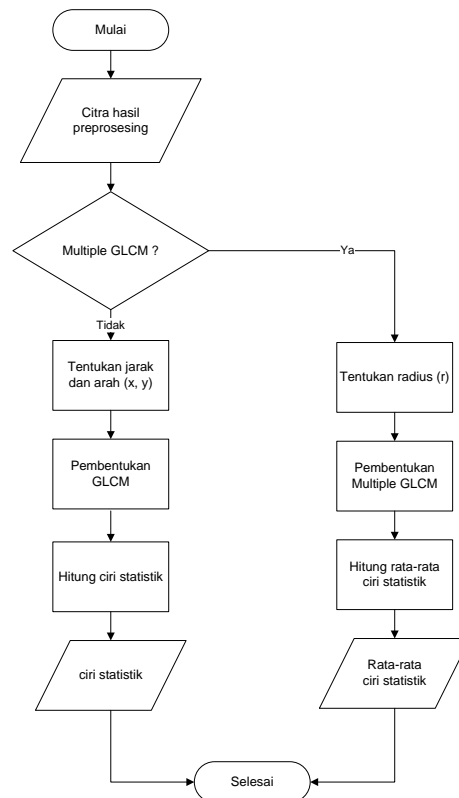 Mulai
Citra hasil
preprosesing
Multiple GLCM ?
Ya
Tidak
Tentukan jarak
dan arah (x, y)
Tentukan radius (r)
Pembentukan
GLCM
Pembentukan
Multiple GLCM
Hitung ciri statistik
Hitung rata-rata
ciri statistik
ciri statistik
Rata-rata
ciri statistik
Selesai